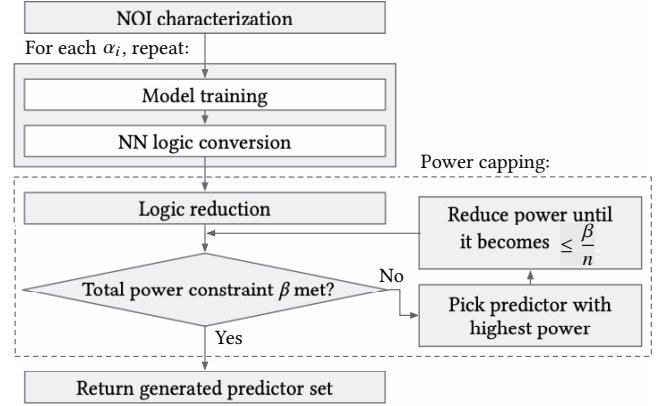 NOI characterization
For each αᵢ, repeat:
Model training
NN logic conversion
Power capping:
Logic reduction
Reduce power until
it becomes ≤ β/n
Total power constraint β met?
No
Pick predictor with
highest power
Yes
Return generated predictor set